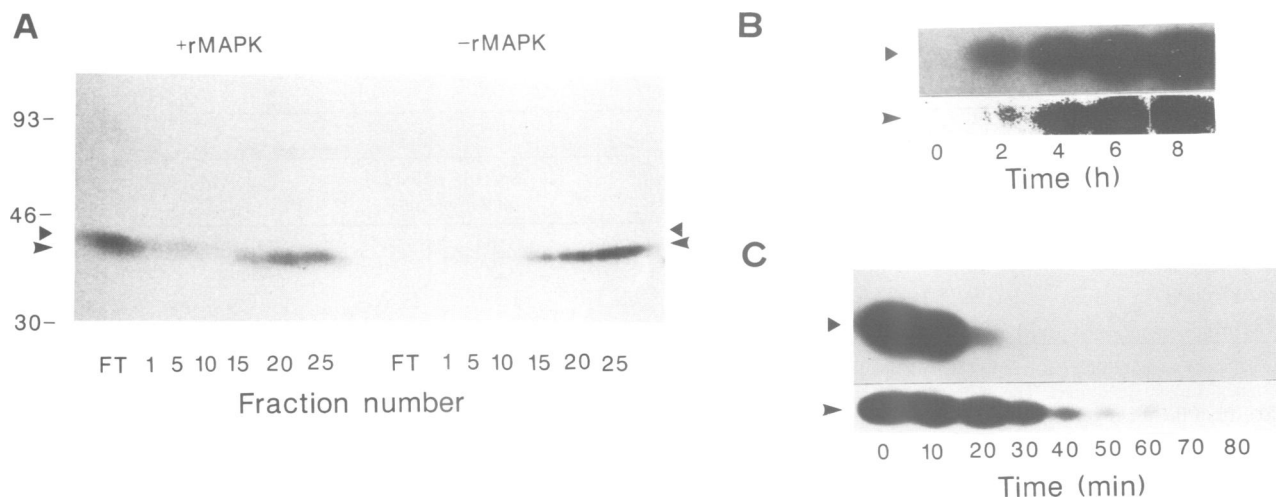 A
+rMAPK
−rMAPK
93−
46−
30−
FT 1 5 10 15 20 25
FT 1 5 10 15 20 25
Fraction number
B
0 2 4 6 8
Time (h)
C
0 10 20 30 40 50 60 70 80
Time (min)